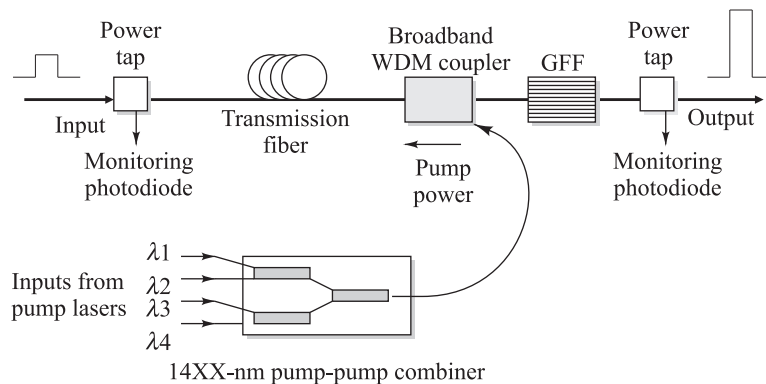 Power
tap
Broadband
WDM coupler
GFF
Power
tap
Input
Transmission
fiber
Output
Monitoring
photodiode
Pump
power
Monitoring
photodiode
λ1
λ2
λ3
λ4
Inputs from
pump lasers
14XX-nm pump-pump combiner